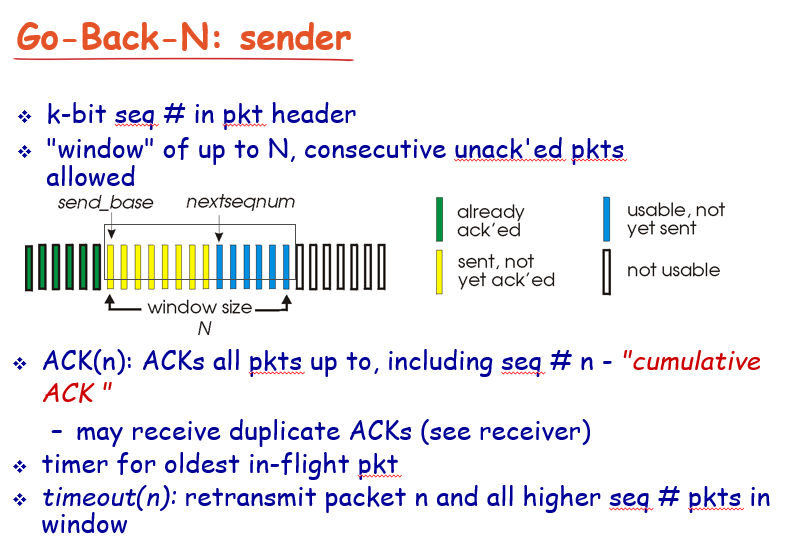 Go-Back-N: sender
k-bit seq # in pkt header
"window" of up to N, consecutive unack'ed pkts
allowed
send_base nextseqnum
already
ack'ed
usable, not
yet sent
sent, not
yet ack'ed
not usable
window size
N
ACK(n): ACKs all pkts up to, including seq # n - "cumulative
ACK "
– may receive duplicate ACKs (see receiver)
timer for oldest in-flight pkt
timeout(n): retransmit packet n and all higher seq # pkts in
window